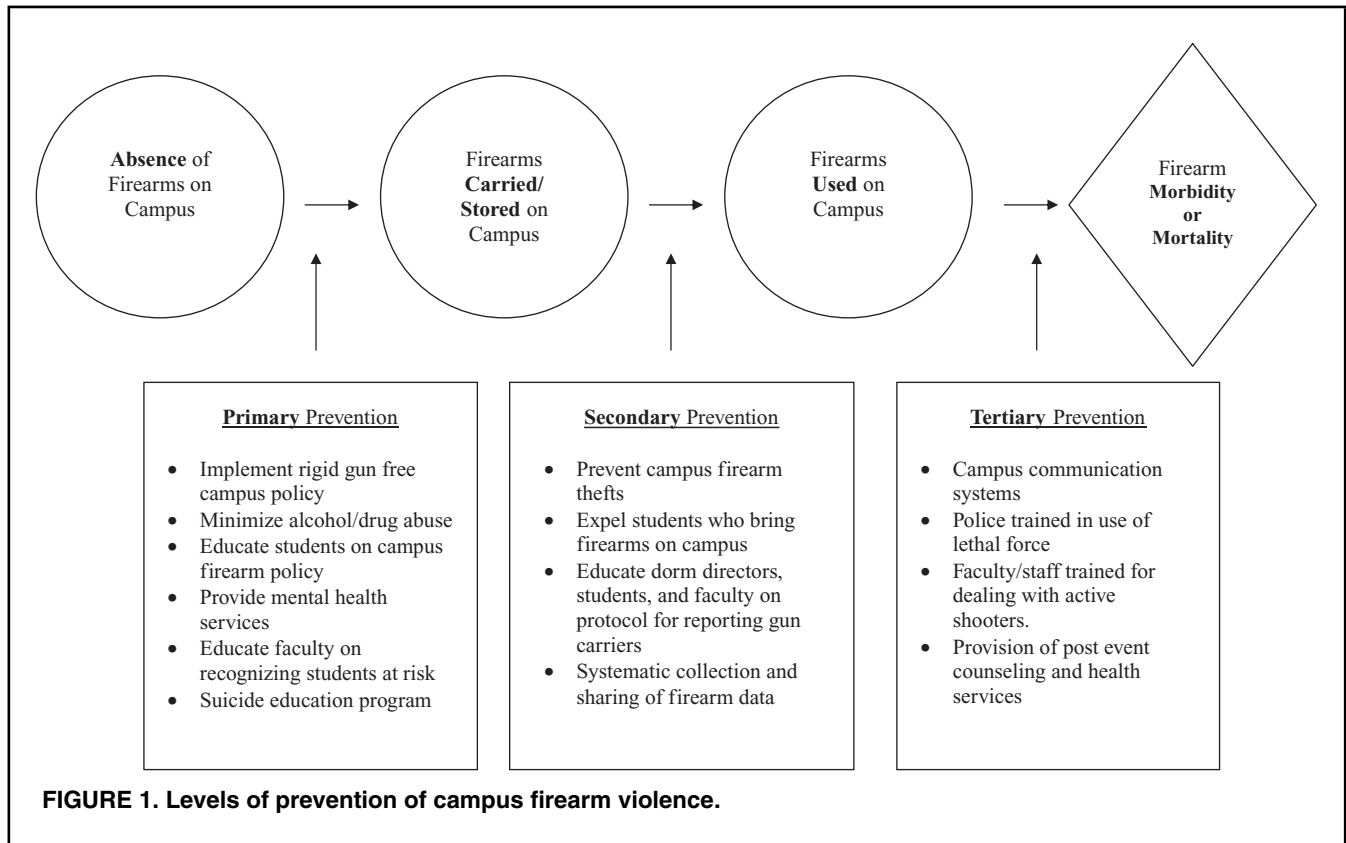 Absence of
Firearms on
Campus
Firearms
Carried/
Stored on
Campus
Firearms
Used on
Campus
Firearm
Morbidity
or
Mortality
Primary Prevention
• Implement rigid gun free
campus policy
• Minimize alcohol/drug abuse
• Educate students on campus
firearm policy
• Provide mental health
services
• Educate faculty on
recognizing students at risk
• Suicide education program
Secondary Prevention
• Prevent campus firearm
thefts
• Expel students who bring
firearms on campus
• Educate dorm directors,
students, and faculty on
protocol for reporting gun
carriers
• Systematic collection and
sharing of firearm data
Tertiary Prevention
• Campus communication
systems
• Police trained in use of
lethal force
• Faculty/staff trained for
dealing with active
shooters.
• Provision of post event
counseling and health
services
FIGURE 1. Levels of prevention of campus firearm violence.